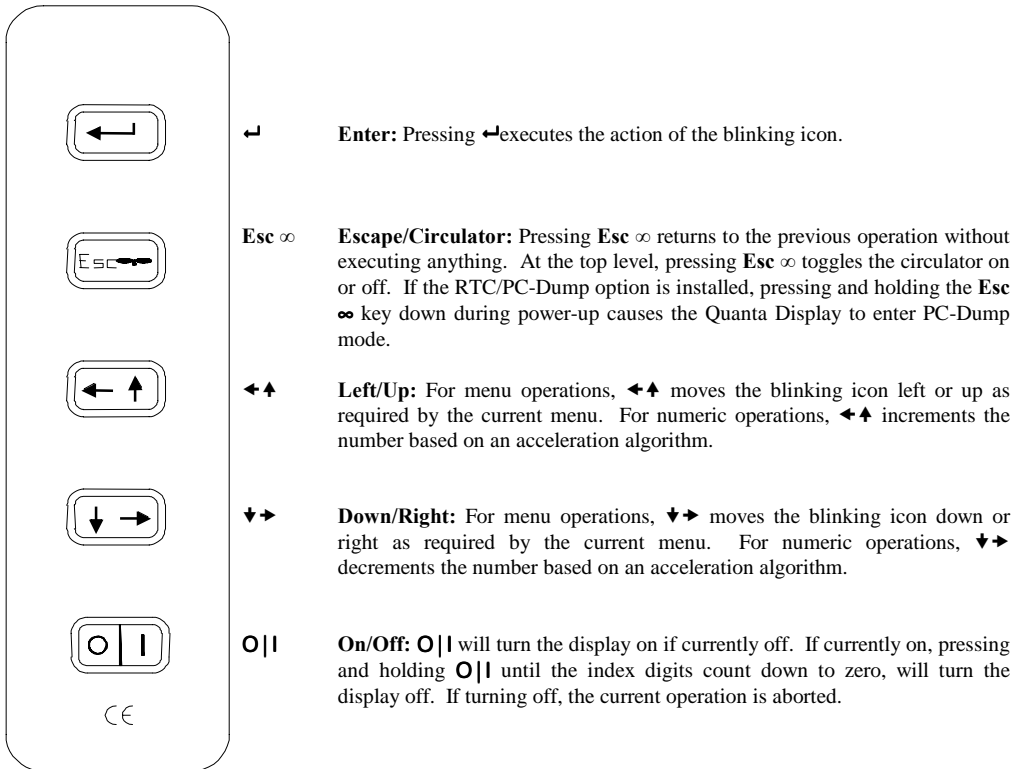 ↵ Enter: Pressing ↵executes the action of the blinking icon.
Esc∞
Esc ∞ Escape/Circulator: Pressing Esc ∞ returns to the previous operation without
executing anything. At the top level, pressing Esc ∞ toggles the circulator on
or off. If the RTC/PC-Dump option is installed, pressing and holding the Esc
∞ key down during power-up causes the Quanta Display to enter PC-Dump
mode.
← ↑
←↑ Left/Up: For menu operations, ←↑ moves the blinking icon left or up as
required by the current menu. For numeric operations, ←↑ increments the
number based on an acceleration algorithm.
↓ →
↓→ Down/Right: For menu operations, ↓→ moves the blinking icon down or
right as required by the current menu. For numeric operations, ↓→
decrements the number based on an acceleration algorithm.
O|I
O|I On/Off: O|I will turn the display on if currently off. If currently on, pressing
and holding O|I until the index digits count down to zero, will turn the
display off. If turning off, the current operation is aborted.
CE